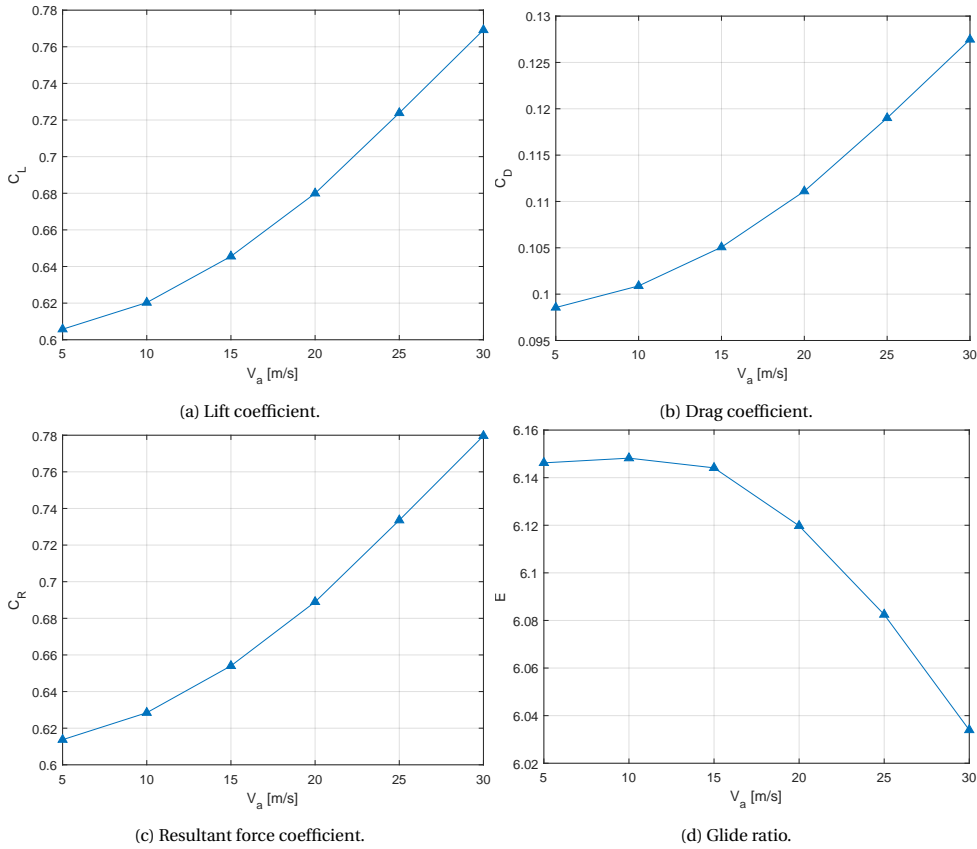 0.78
0.76
0.74
0.72
0.7
0.68
0.66
0.64
0.62
0.6
C_L
5 10 15 20 25 30
V_a [m/s]
(a) Lift coefficient.
0.13
0.125
0.12
0.115
0.11
0.105
0.1
0.095
C_D
5 10 15 20 25 30
V_a [m/s]
(b) Drag coefficient.
0.78
0.76
0.74
0.72
0.7
0.68
0.66
0.64
0.62
0.6
C_R
5 10 15 20 25 30
V_a [m/s]
(c) Resultant force coefficient.
6.16
6.14
6.12
6.1
6.08
6.06
6.04
6.02
E
5 10 15 20 25 30
V_a [m/s]
(d) Glide ratio.